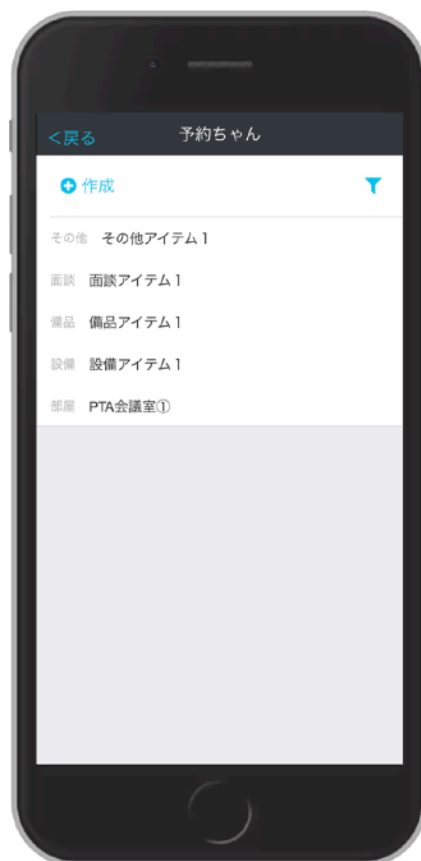 <戻る 予約ちゃん
作成
その他 その他アイテム1
面談 面談アイテム1
備品 備品アイテム1
設備 設備アイテム1
部屋 PTA会議室①